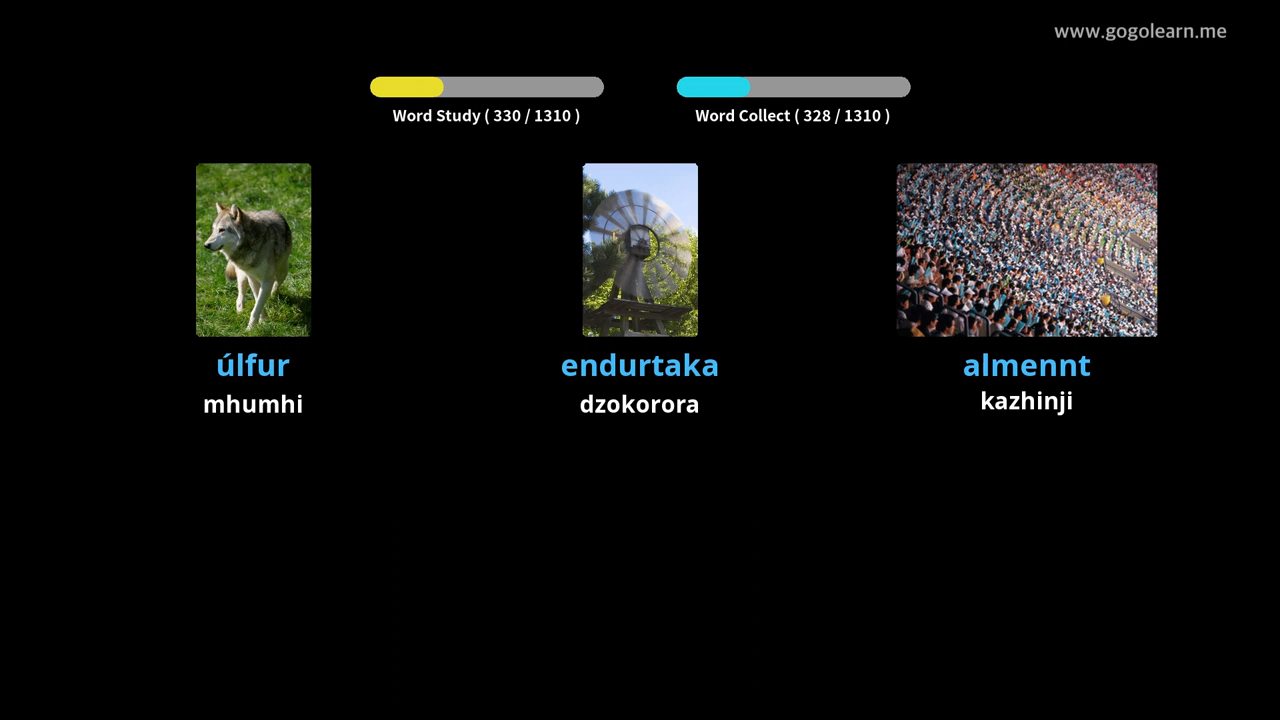 www.gogolearn.me
Word Study ( 330 / 1310 )
Word Collect ( 328 / 1310 )
úlfur
mhumhi
endurtaka
dzokorora
almennt
kazhinji